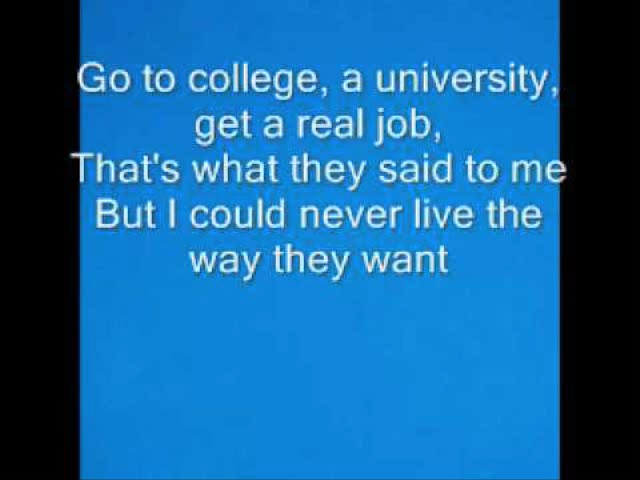 Go to college, a university,
get a real job,
That's what they said to me
But I could never live the
way they want